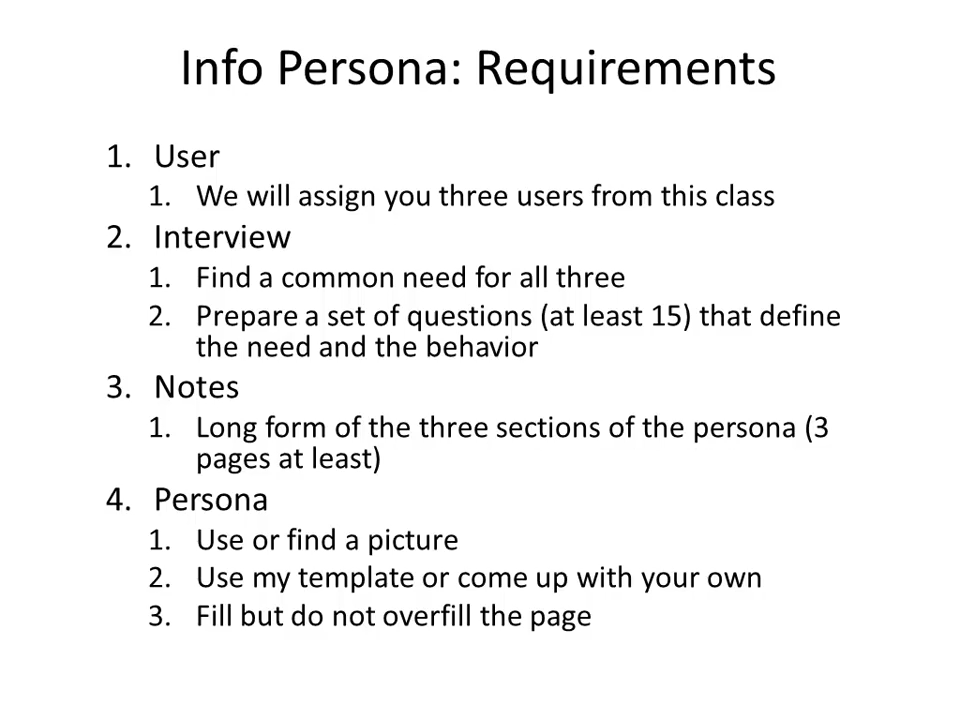 Info Persona: Requirements
1. User
1. We will assign you three users from this class
2. Interview
1. Find a common need for all three
2. Prepare a set of questions (at least 15) that define
the need and the behavior
3. Notes
1. Long form of the three sections of the persona (3
pages at least)
4. Persona
1. Use or find a picture
2. Use my template or come up with your own
3. Fill but do not overfill the page